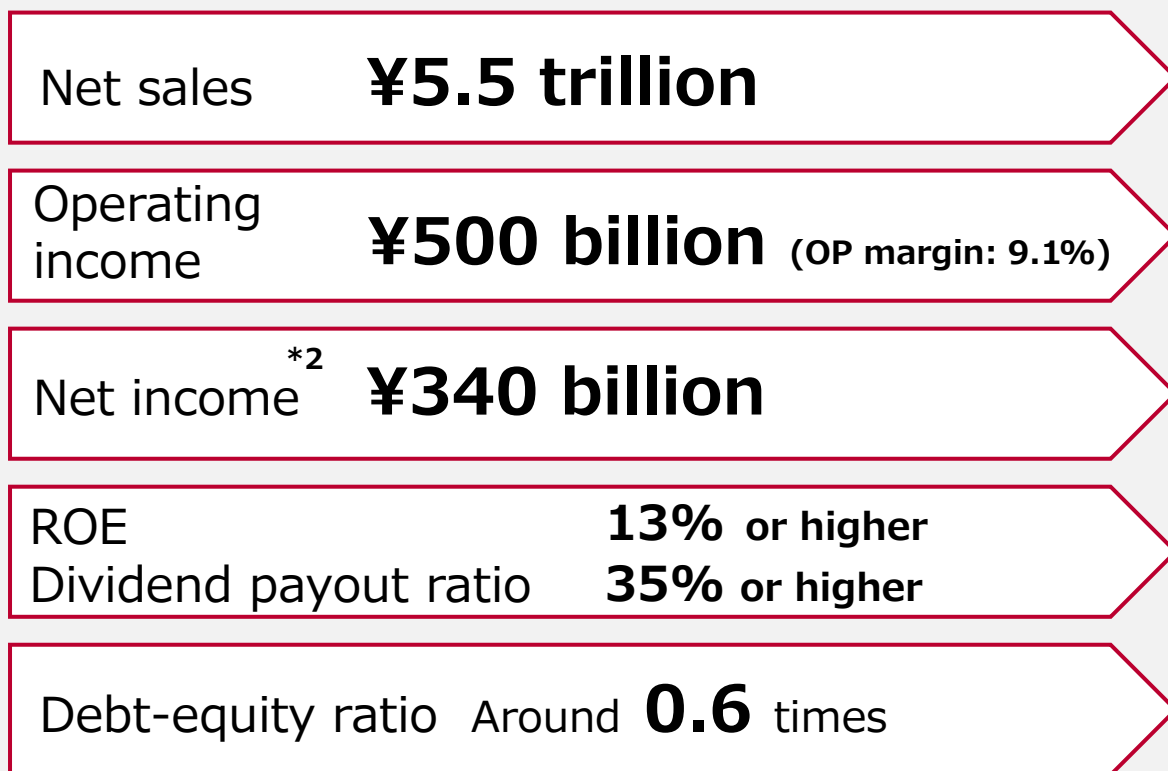 Net sales ¥5.5 trillion
Operating
income ¥500 billion (OP margin: 9.1%)
Net income*2 ¥340 billion
ROE 13% or higher
Dividend payout ratio 35% or higher
Debt-equity ratio Around 0.6 times